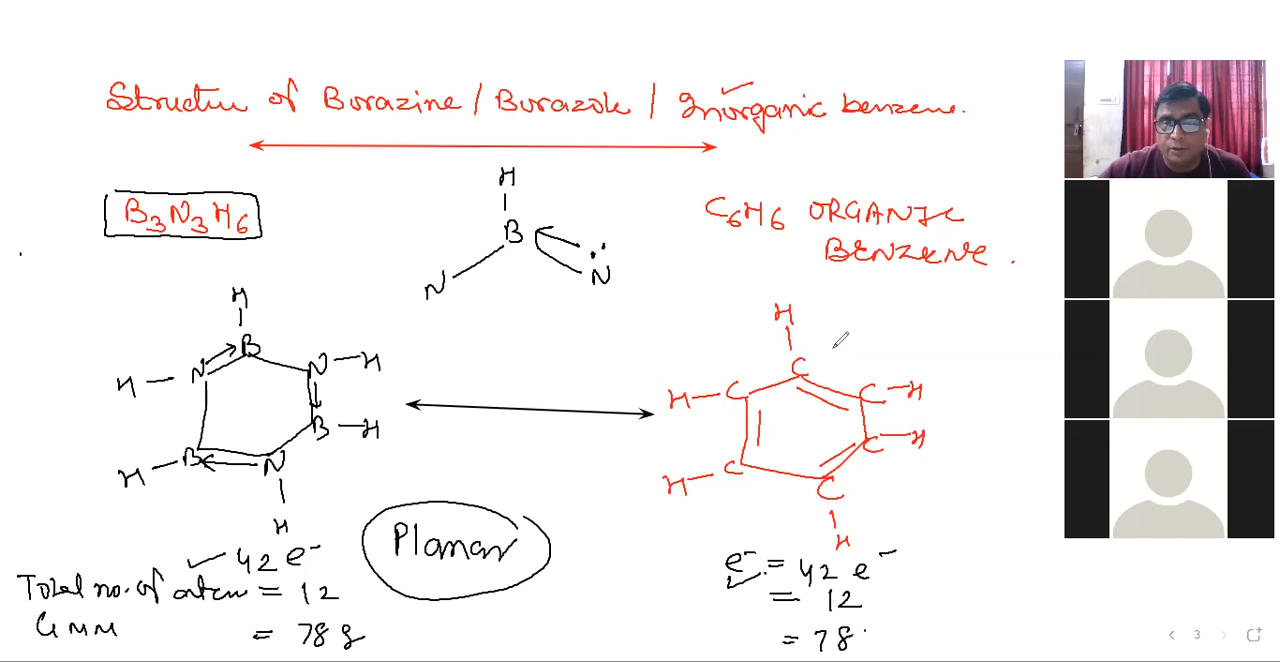 Structure of Borazine / Borazole / Inorganic benzene.
B3N3H6
H
B
N
N
C6H6 ORGANIC
BENZENE.
H
B
H - N
N - H
B - H
H - B
N
H
H
C
H - C
C - H
C - H
H - C
C
H
Planar
42 e-
Total no. of atom = 12
GMM = 78 g
e- = 42 e-
= 12
= 78
3